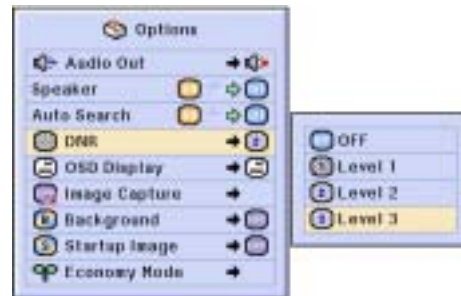 Options
Audio Out
Speaker
Auto Search
DNR
OSD Display
Image Capture
Background
Startup Image
Economy Mode
OFF
Level 1
Level 2
Level 3